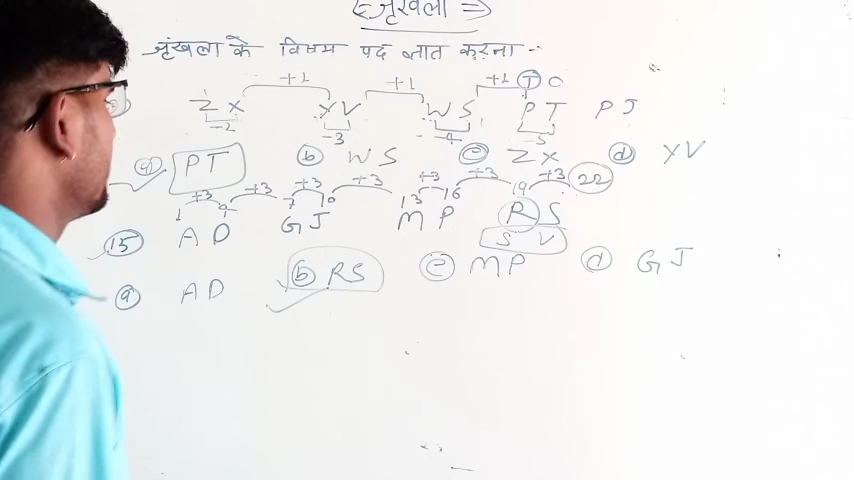 शृंखला ⇒
शृंखला के विषम पद ज्ञात करना -
+1 +1 +1 T O
ZX YV WS PT PJ
-2 -3 -4 -5
(a) PT (b) WS (c) ZX (d) YV
+3 +3 +3 +3 +3 +3 +3 22
1 4 7 10 13 16 19
(15) AD GJ MP RS
SV
(a) AD (b) RS (c) MP (d) GJ